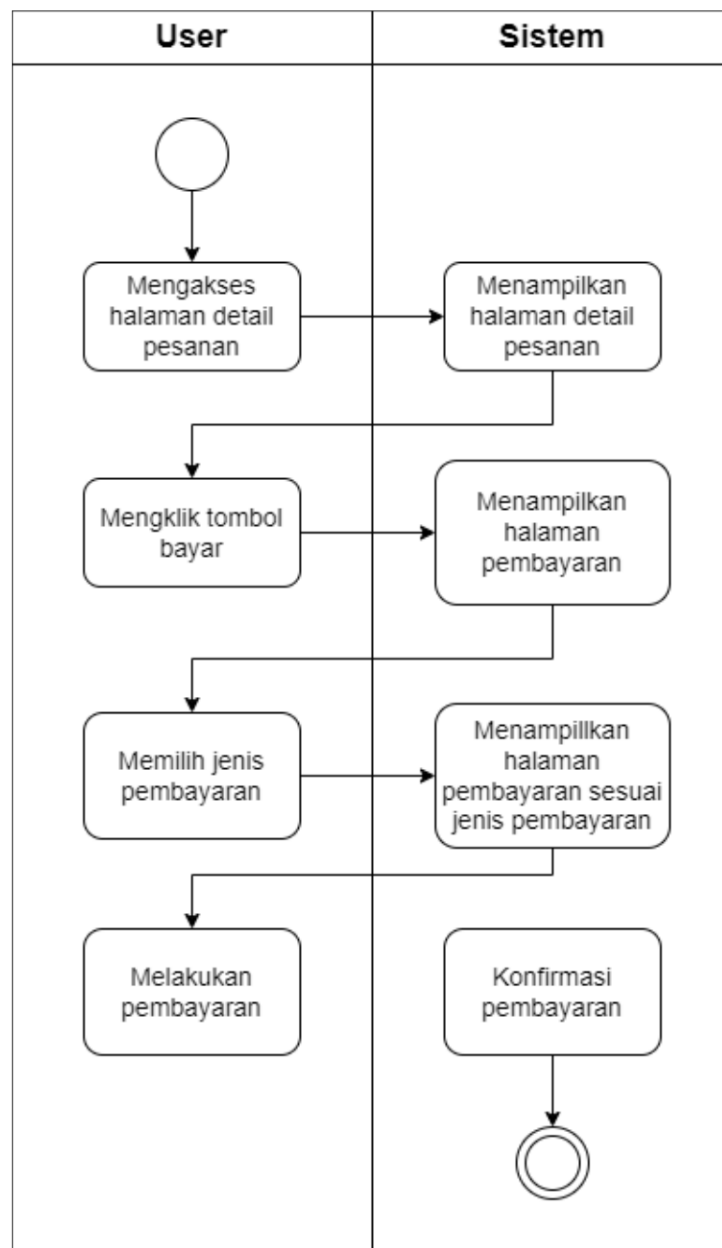 User
Sistem
Mengakses
halaman detail
pesanan
Menampilkan
halaman detail
pesanan
Mengklik tombol
bayar
Menampilkan
halaman
pembayaran
Memilih jenis
pembayaran
Menampillkan
halaman
pembayaran sesuai
jenis pembayaran
Melakukan
pembayaran
Konfirmasi
pembayaran